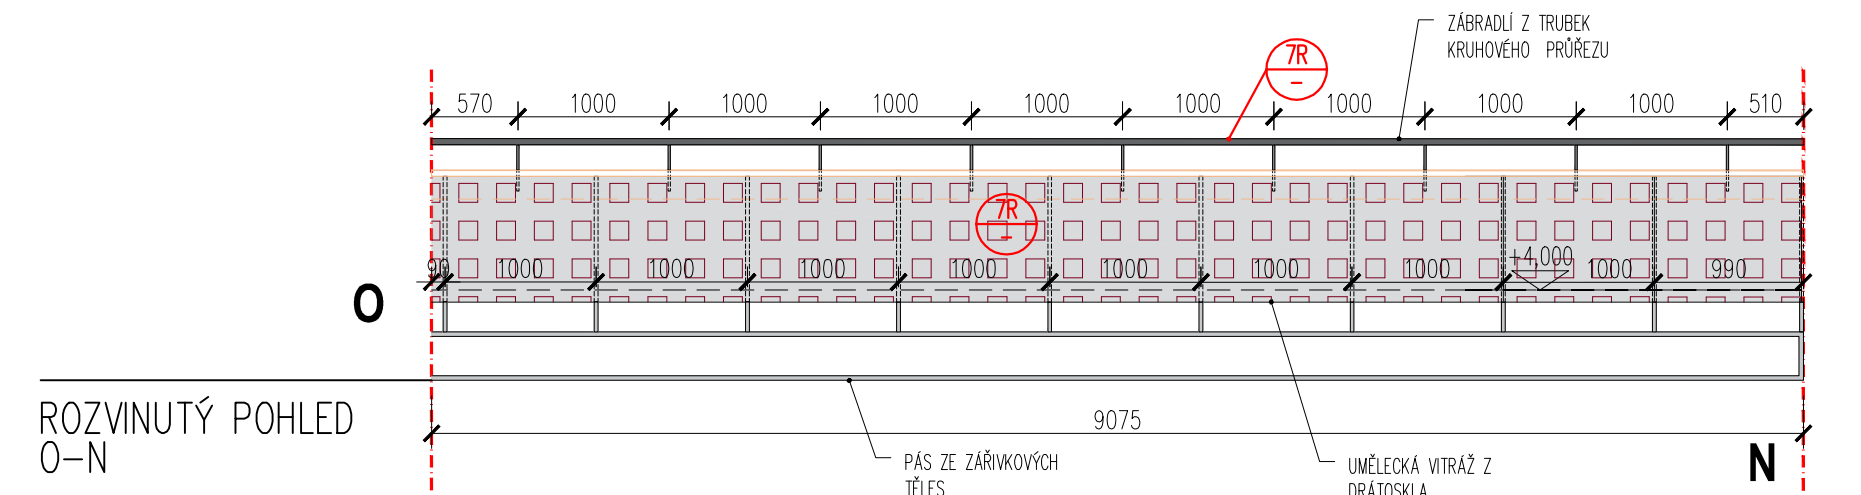 ZÁBRADLÍ Z TRUBEK
KRUHOVÉHO PRŮŘEZU
7R
–
570 1000 1000 1000 1000 1000 1000 1000 1000 510
7R
–
+4,000
90 1000 1000 1000 1000 1000 1000 1000 1000 990
O
ROZVINUTÝ POHLED
O–N
9075
N
PÁS ZE ZÁŘIVKOVÝCH
TĚLES
UMĚLECKÁ VITRÁŽ Z
DRÁTOSKLA